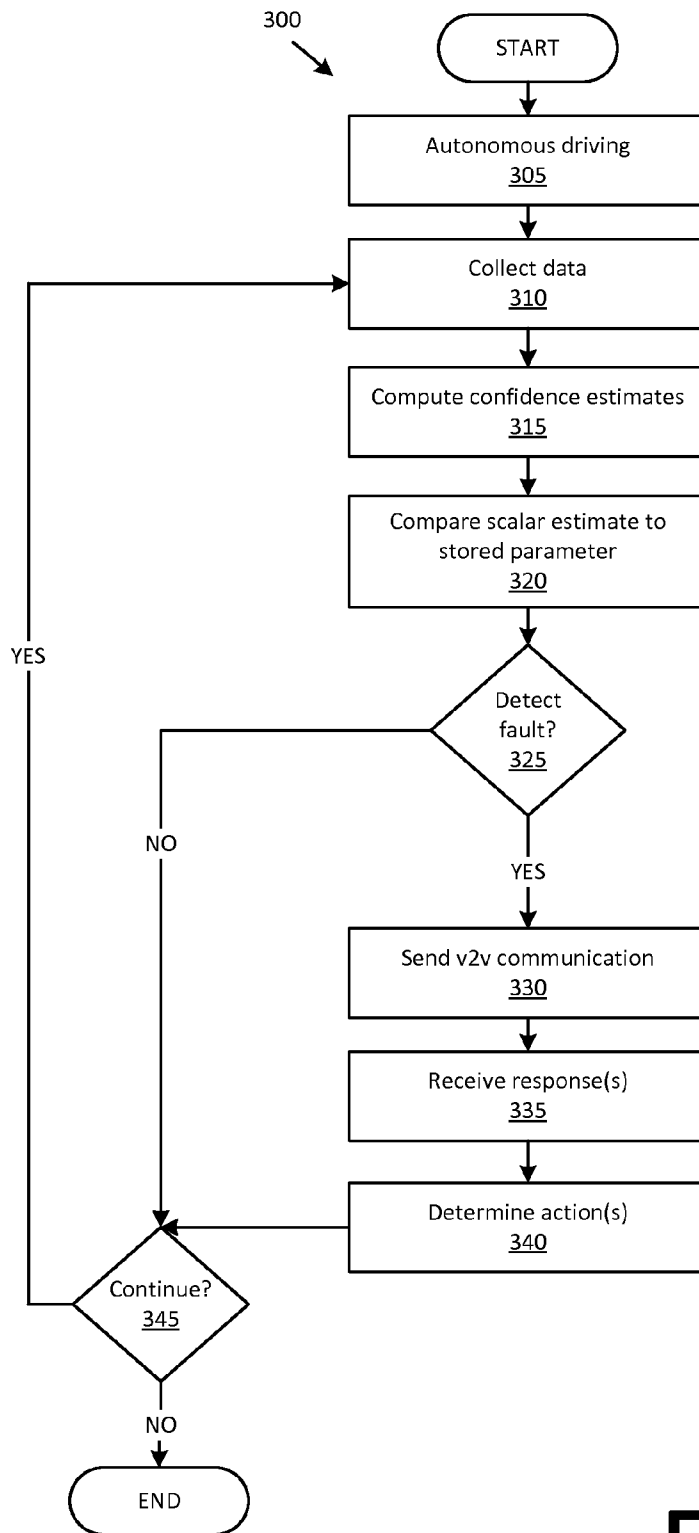 300
START
Autonomous driving
305
Collect data
310
Compute confidence estimates
315
Compare scalar estimate to
stored parameter
320
YES
Detect
fault?
325
NO
YES
Send v2v communication
330
Receive response(s)
335
Determine action(s)
340
Continue?
345
NO
END